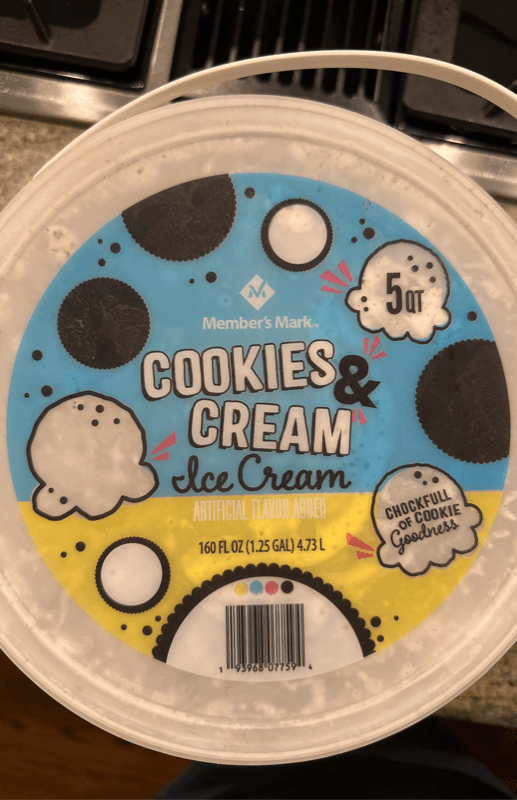 5 QT
Member's Mark™
COOKIES &
CREAM
Ice Cream
ARTIFICIAL FLAVOR ADDED
CHOCKFULL
OF COOKIE
Goodness
160 FL OZ (1.25 GAL) 4.73 L
1 93968 07759 4